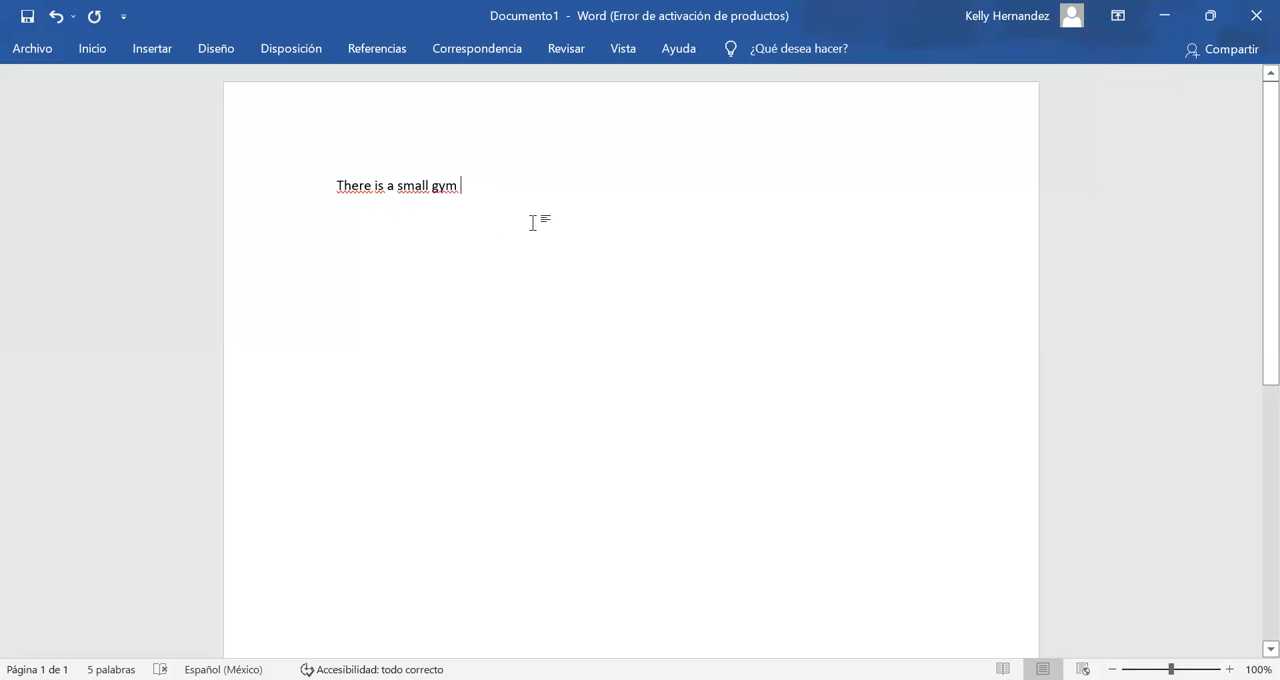 Documento1 - Word (Error de activación de productos)
Kelly Hernandez
Archivo
Inicio
Insertar
Diseño
Disposición
Referencias
Correspondencia
Revisar
Vista
Ayuda
¿Qué desea hacer?
Compartir
There is a small gym
Página 1 de 1
5 palabras
Español (México)
Accesibilidad: todo correcto
100%